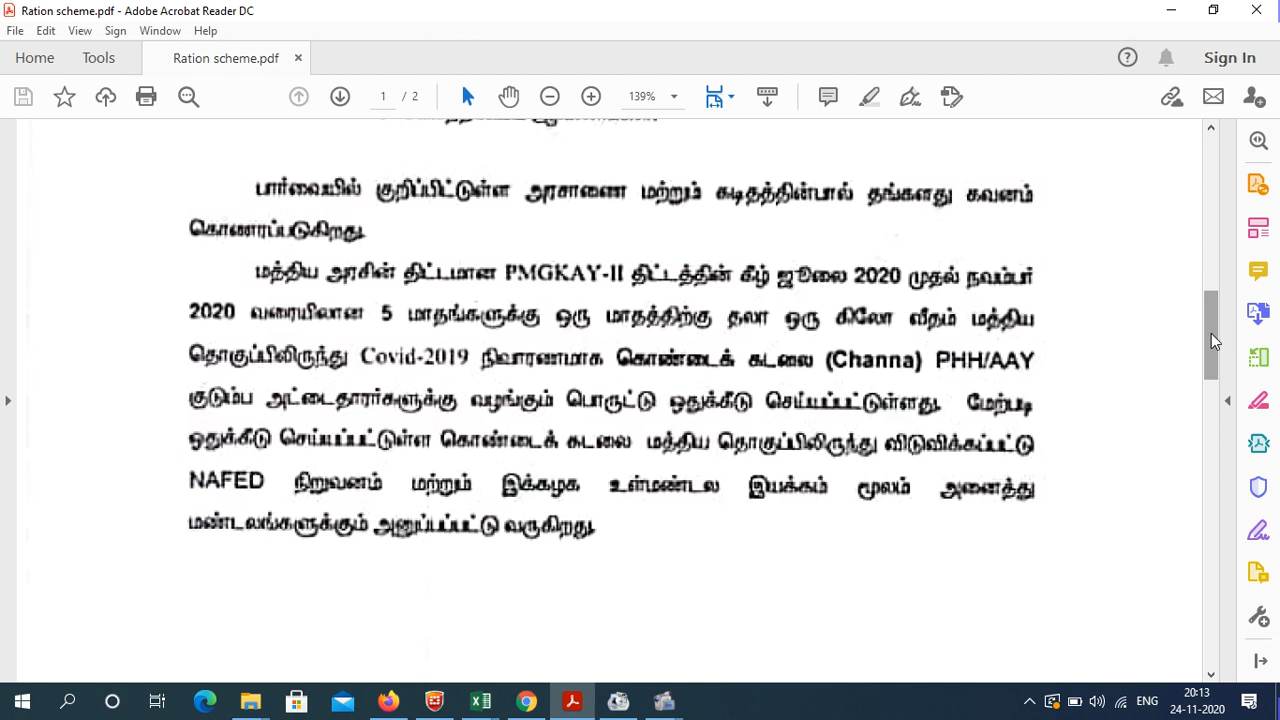 Ration scheme.pdf - Adobe Acrobat Reader DC
File Edit View Sign Window Help
Home Tools Ration scheme.pdf × Sign In
1 / 2 139%
பார்வையில் குறிப்பிட்டுள்ள அரசாணை மற்றும் கடிதத்தின்பால் தங்களது கவனம்
கொணரப்படுகிறது.
மத்திய அரசின் திட்டமான PMGKAY-II திட்டத்தின் கீழ் ஜூலை 2020 முதல் நவம்பர்
2020 வரையிலான 5 மாதங்களுக்கு ஒரு மாதத்திற்கு தலா ஒரு கிலோ வீதம் மத்திய
தொகுப்பிலிருந்து Covid-2019 நிவாரணமாக கொண்டைக் கடலை (Channa) PHH/AAY
குடும்ப அட்டைதாரர்களுக்கு வழங்கும் பொருட்டு ஒதுக்கீடு செய்யப்பட்டுள்ளது. மேற்படி
ஒதுக்கீடு செய்யப்பட்டுள்ள கொண்டைக் கடலை மத்திய தொகுப்பிலிருந்து விடுவிக்கப்பட்டு
NAFED நிறுவனம் மற்றும் இக்கழக உள்மண்டல இயக்கம் மூலம் அனைத்து
மண்டலங்களுக்கும் அனுப்பப்பட்டு வருகிறது.
ENG
20:13
24-11-2020